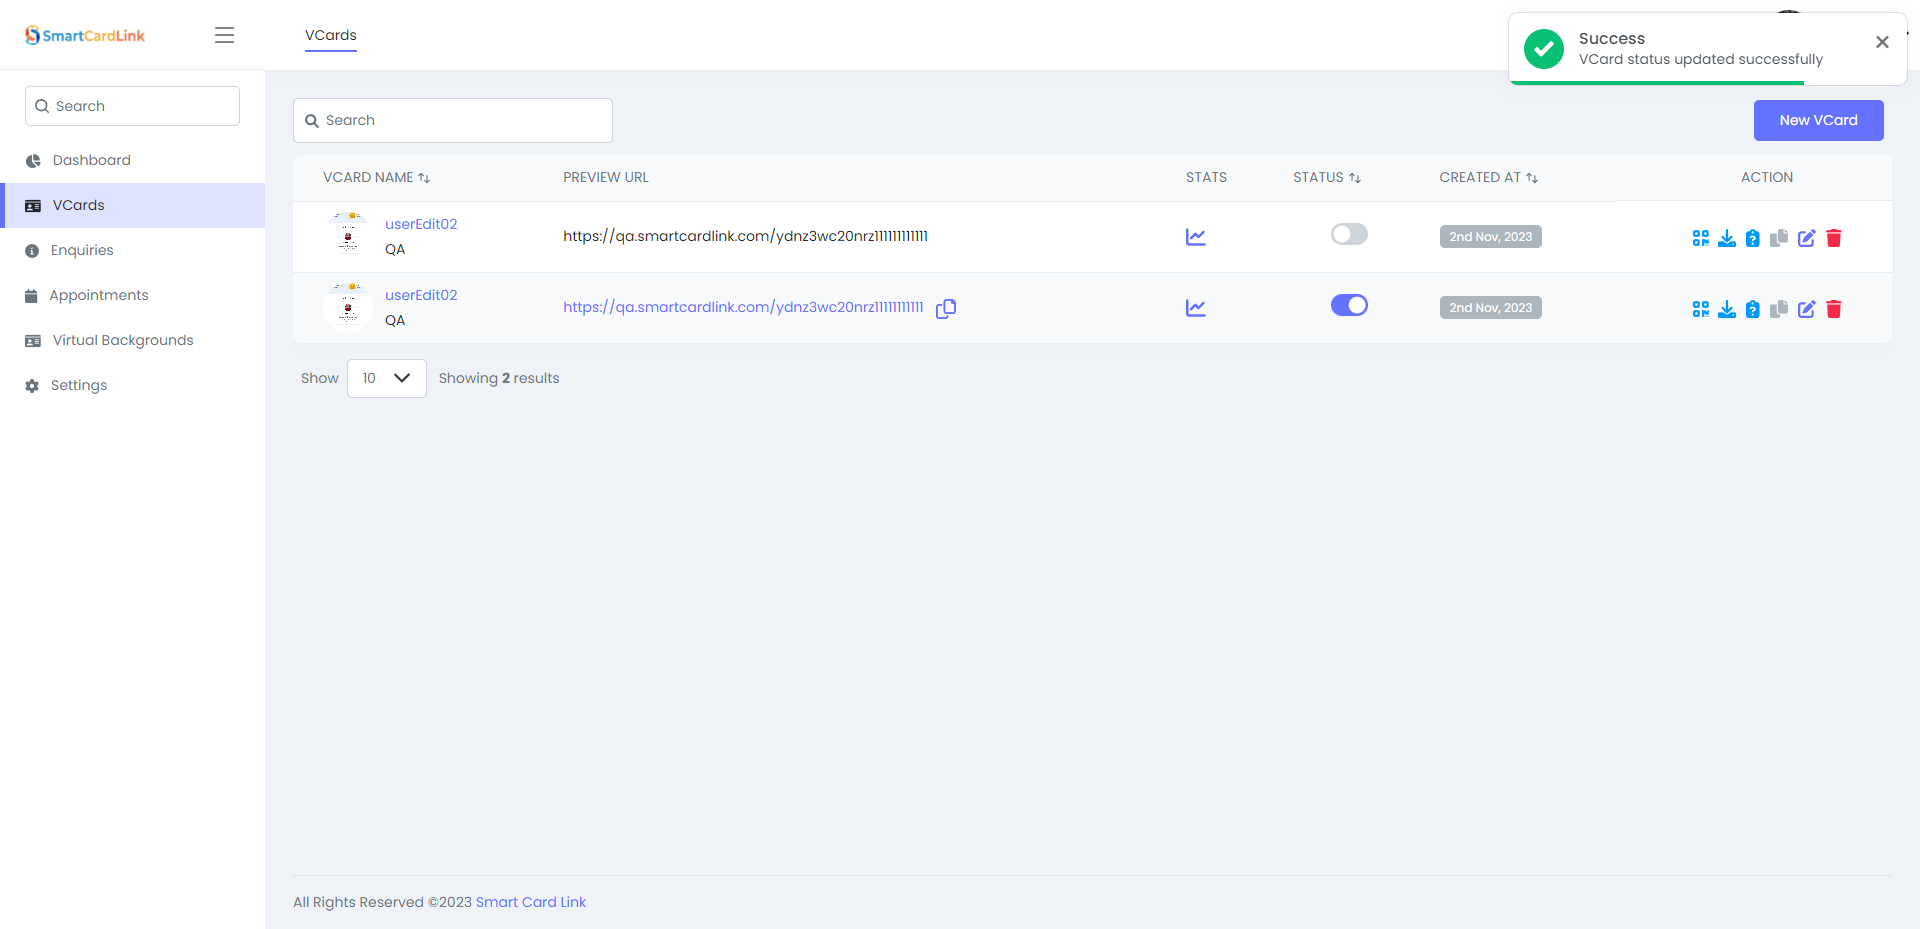 SmartCardLink
VCards
Success
VCard status updated successfully
Search
Search
New VCard
Dashboard
VCards
Enquiries
Appointments
Virtual Backgrounds
Settings
VCARD NAME PREVIEW URL STATS STATUS CREATED AT ACTION
userEdit02
QA
https://qa.smartcardlink.com/ydnz3wc20nrz111111111111
2nd Nov, 2023
userEdit02
QA
https://qa.smartcardlink.com/ydnz3wc20nrz11111111111
2nd Nov, 2023
Show 10 Showing 2 results
All Rights Reserved ©2023 Smart Card Link